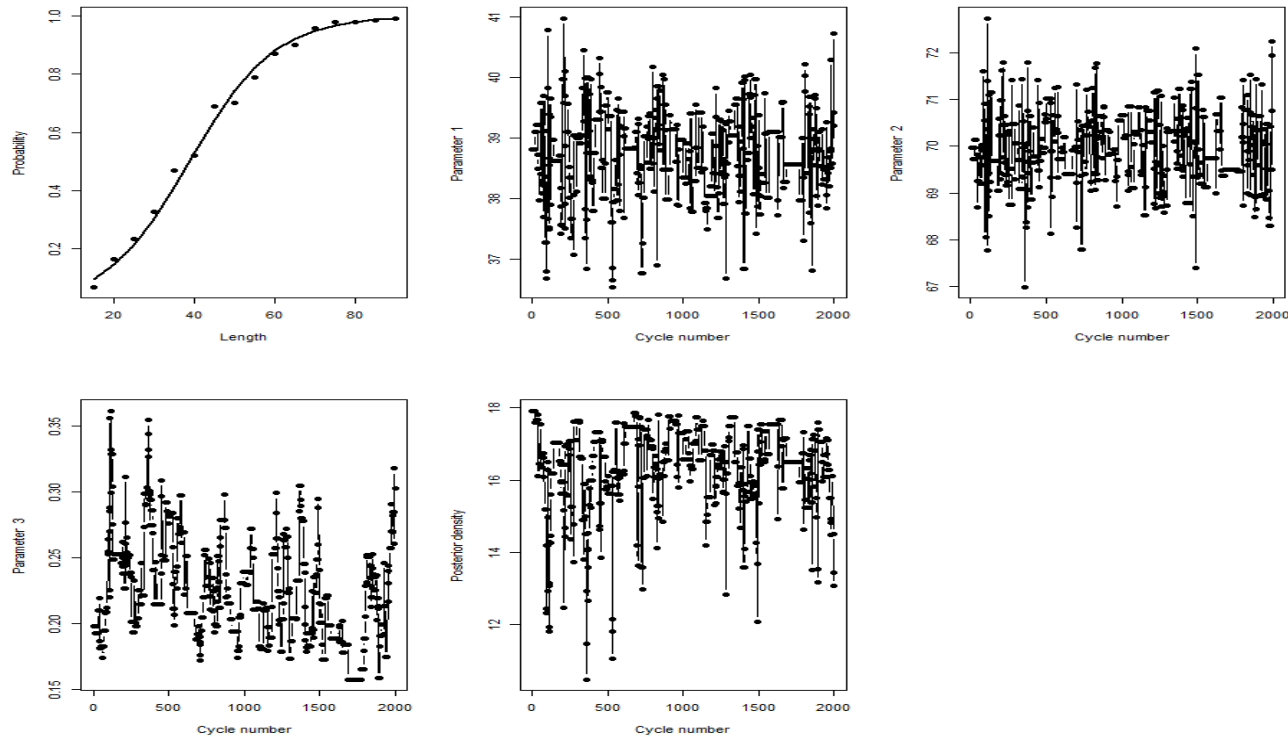 Probability
0.2 0.4 0.6 0.8 1.0
20 40 60 80
Length
Parameter 1
37 38 39 40 41
0 500 1000 1500 2000
Cycle number
Parameter 2
67 68 69 70 71 72
0 500 1000 1500 2000
Cycle number
Parameter 3
0.15 0.20 0.25 0.30 0.35
0 500 1000 1500 2000
Cycle number
Posterior density
12 14 16 18
0 500 1000 1500 2000
Cycle number